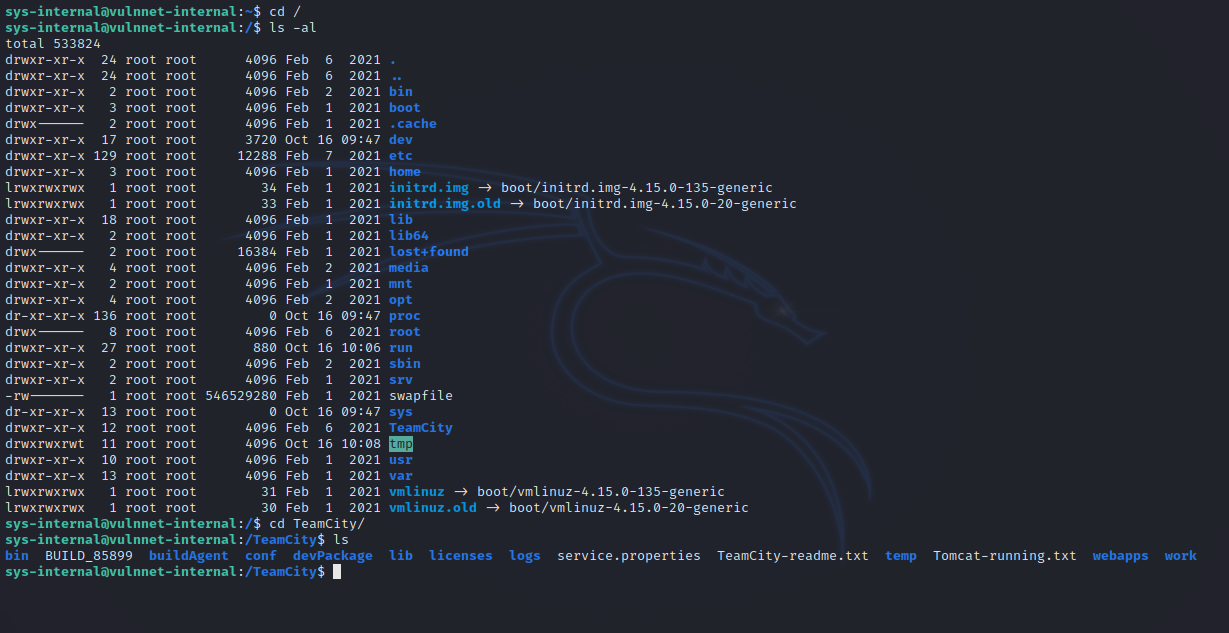 sys-internal@vulnnet-internal:~$ cd /
sys-internal@vulnnet-internal:/$ ls -al
total 533824
drwxr-xr-x  24 root root      4096 Feb  6  2021 .
drwxr-xr-x  24 root root      4096 Feb  6  2021 ..
drwxr-xr-x   2 root root      4096 Feb  2  2021 bin
drwxr-xr-x   3 root root      4096 Feb  1  2021 boot
drwx------   2 root root      4096 Feb  1  2021 .cache
drwxr-xr-x  17 root root      3720 Oct 16 09:47 dev
drwxr-xr-x 129 root root     12288 Feb  7  2021 etc
drwxr-xr-x   3 root root      4096 Feb  1  2021 home
lrwxrwxrwx   1 root root        34 Feb  1  2021 initrd.img -> boot/initrd.img-4.15.0-135-generic
lrwxrwxrwx   1 root root        33 Feb  1  2021 initrd.img.old -> boot/initrd.img-4.15.0-20-generic
drwxr-xr-x  18 root root      4096 Feb  1  2021 lib
drwxr-xr-x   2 root root      4096 Feb  1  2021 lib64
drwx------   2 root root     16384 Feb  1  2021 lost+found
drwxr-xr-x   4 root root      4096 Feb  2  2021 media
drwxr-xr-x   2 root root      4096 Feb  1  2021 mnt
drwxr-xr-x   4 root root      4096 Feb  2  2021 opt
dr-xr-xr-x 136 root root         0 Oct 16 09:47 proc
drwx------   8 root root      4096 Feb  6  2021 root
drwxr-xr-x  27 root root       880 Oct 16 10:06 run
drwxr-xr-x   2 root root      4096 Feb  2  2021 sbin
drwxr-xr-x   2 root root      4096 Feb  1  2021 srv
-rw-------   1 root root 546529280 Feb  1  2021 swapfile
dr-xr-xr-x  13 root root         0 Oct 16 09:47 sys
drwxr-xr-x  12 root root      4096 Feb  6  2021 TeamCity
drwxrwxrwt  11 root root      4096 Oct 16 10:08 tmp
drwxr-xr-x  10 root root      4096 Feb  1  2021 usr
drwxr-xr-x  13 root root      4096 Feb  1  2021 var
lrwxrwxrwx   1 root root        31 Feb  1  2021 vmlinuz -> boot/vmlinuz-4.15.0-135-generic
lrwxrwxrwx   1 root root        30 Feb  1  2021 vmlinuz.old -> boot/vmlinuz-4.15.0-20-generic
sys-internal@vulnnet-internal:/$ cd TeamCity/
sys-internal@vulnnet-internal:/TeamCity$ ls
bin  BUILD_85899  buildAgent  conf  devPackage  lib  licenses  logs  service.properties  TeamCity-readme.txt  temp  Tomcat-running.txt  webapps  work
sys-internal@vulnnet-internal:/TeamCity$